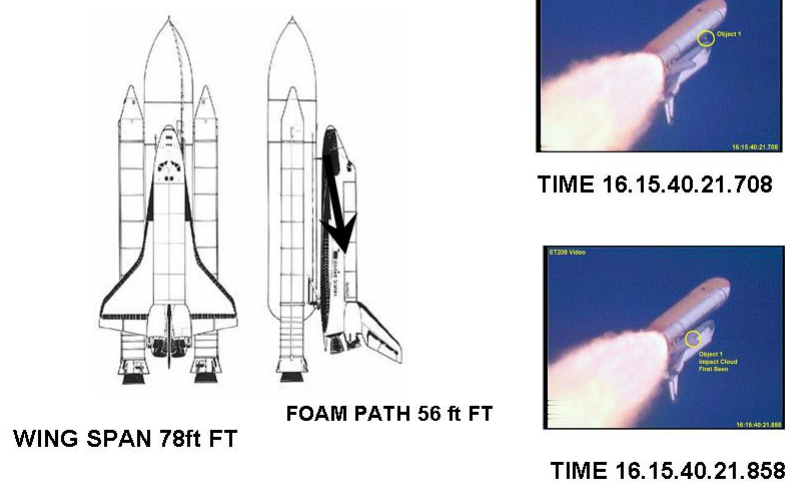 Object 1
16:15:40:21.708
TIME 16.15.40.21.708
ET208 Video
Object 1
Impact Cloud
First Seen
16:15:40:21.858
FOAM PATH 56 ft FT
WING SPAN 78ft FT
TIME 16.15.40.21.858